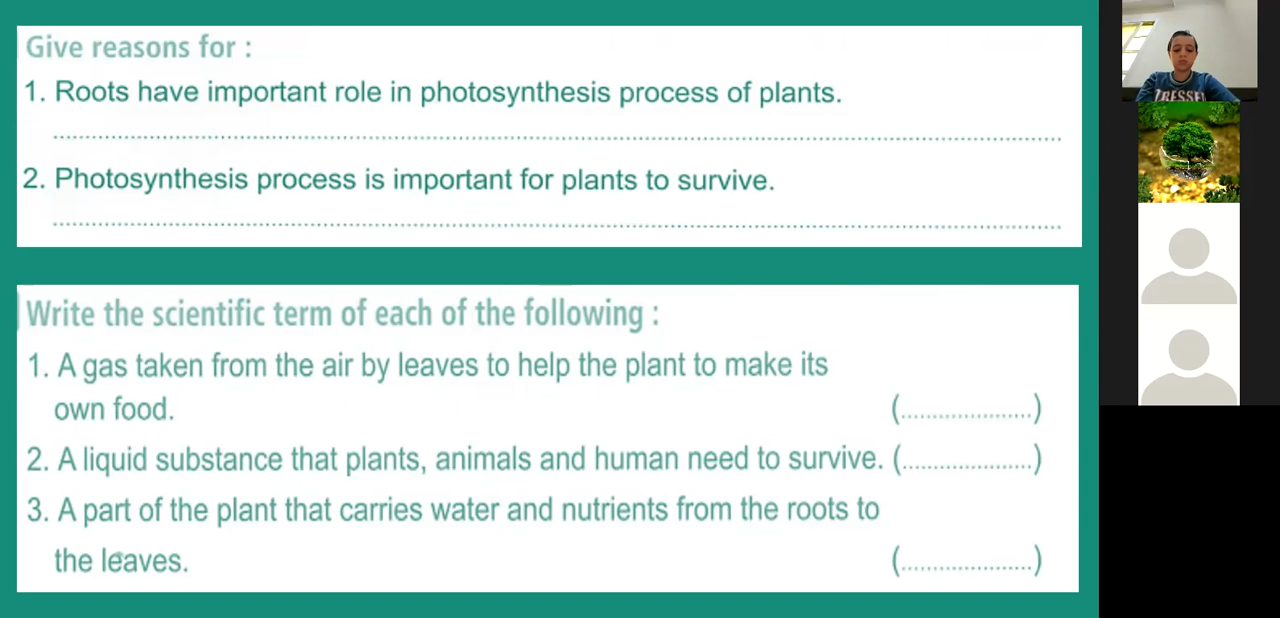 Give reasons for :
1. Roots have important role in photosynthesis process of plants.
........................................
2. Photosynthesis process is important for plants to survive.
........................................
Write the scientific term of each of the following :
1. A gas taken from the air by leaves to help the plant to make its
own food. (......................)
2. A liquid substance that plants, animals and human need to survive. (......................)
3. A part of the plant that carries water and nutrients from the roots to
the leaves. (......................)